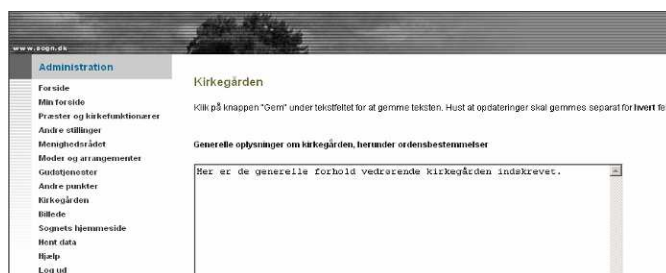 www.sogn.dk
Administration
Forside
Min forside
Præster og kirkefunktionærer
Andre stillinger
Menighedsrådet
Møder og arrangementer
Gudstjenester
Andre punkter
Kirkegården
Billede
Sognets hjemmeside
Hent data
Hjælp
Log ud
Kirkegården
Klik på knappen "Gem" under tekstfeltet for at gemme teksten. Hust at opdateringer skal gemmes separat for hvert fe
Generelle oplysninger om kirkegården, herunder ordensbestemmelser
Her er de generelle forhold vedrørende kirkegården indskrevet.